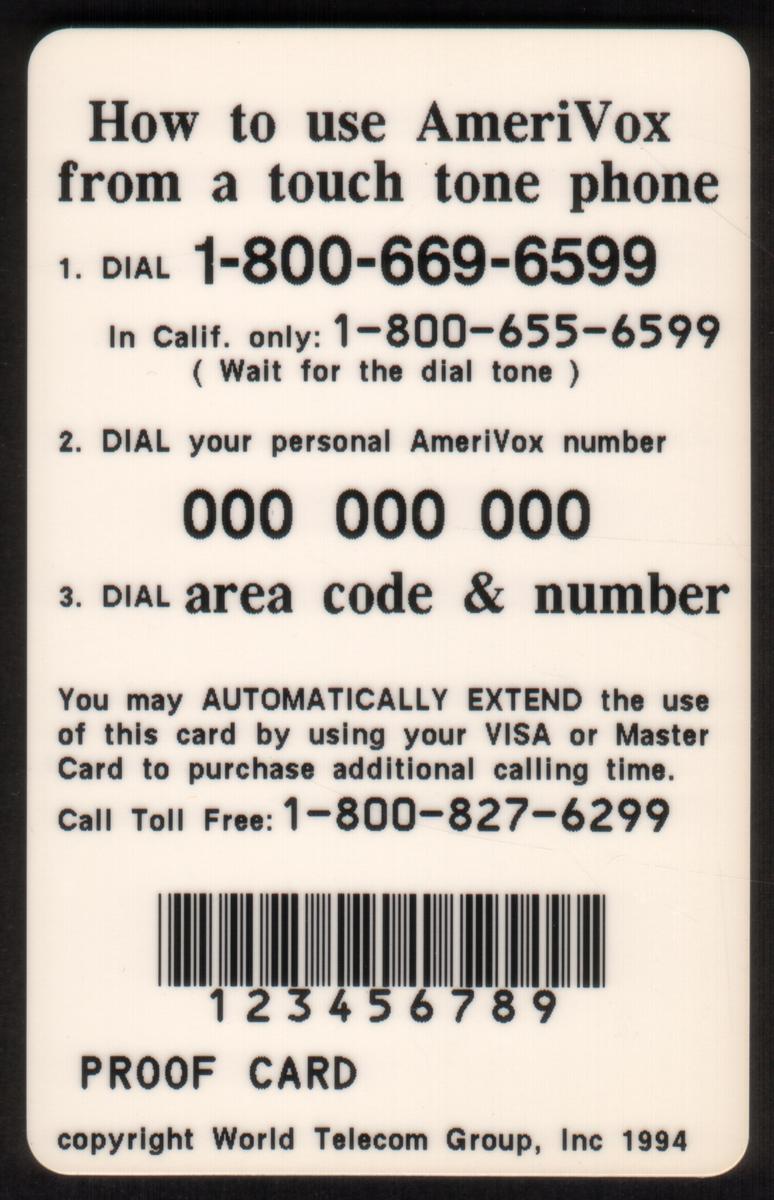 How to use AmeriVox
from a touch tone phone
1. DIAL 1-800-669-6599
In Calif. only: 1-800-655-6599
( Wait for the dial tone )
2. DIAL your personal AmeriVox number
000 000 000
3. DIAL area code & number
You may AUTOMATICALLY EXTEND the use
of this card by using your VISA or Master
Card to purchase additional calling time.
Call Toll Free: 1-800-827-6299
123456789
PROOF CARD
copyright World Telecom Group, Inc 1994